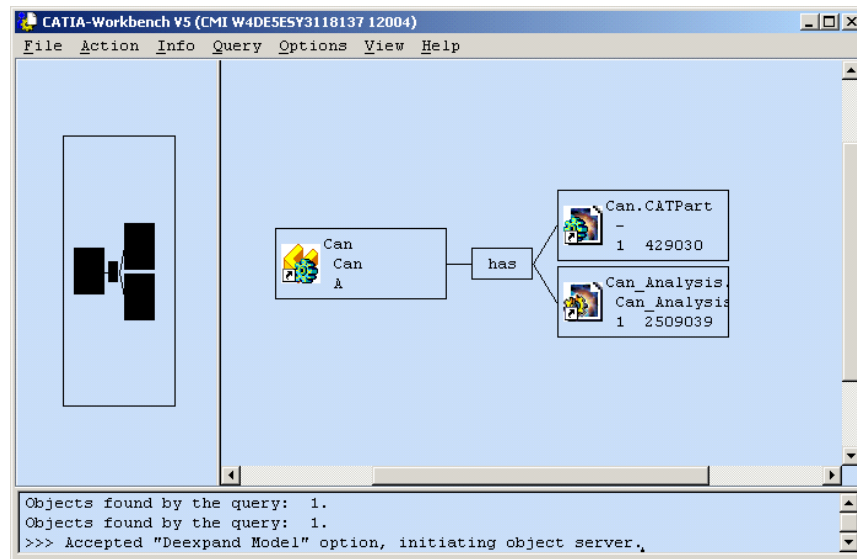 CATIA-Workbench V5 (CMI W4DE5ESY3118137 12004)
File Action Info Query Options View Help
Can
Can
A
has
Can.CATPart
-
1 429030
Can_Analysis.
Can_Analysis
1 2509039
Objects found by the query: 1.
Objects found by the query: 1.
>>> Accepted "Deexpand Model" option, initiating object server.